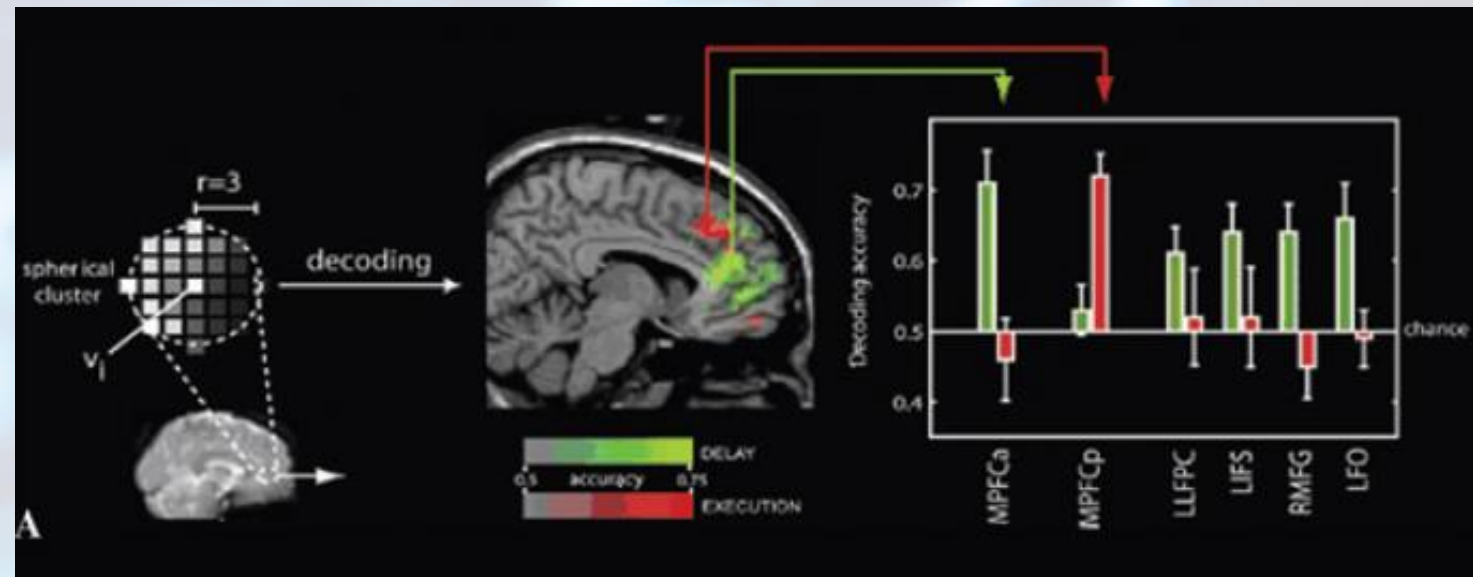 r=3
spherical
cluster
decoding
v_i
DELAY
0.5 accuracy 0.75
EXECUTION
Decoding accuracy
0.7
0.6
0.5
0.4
chance
MPFCa
MPFCp
LLFPC
LIFS
RMFG
LFO
A